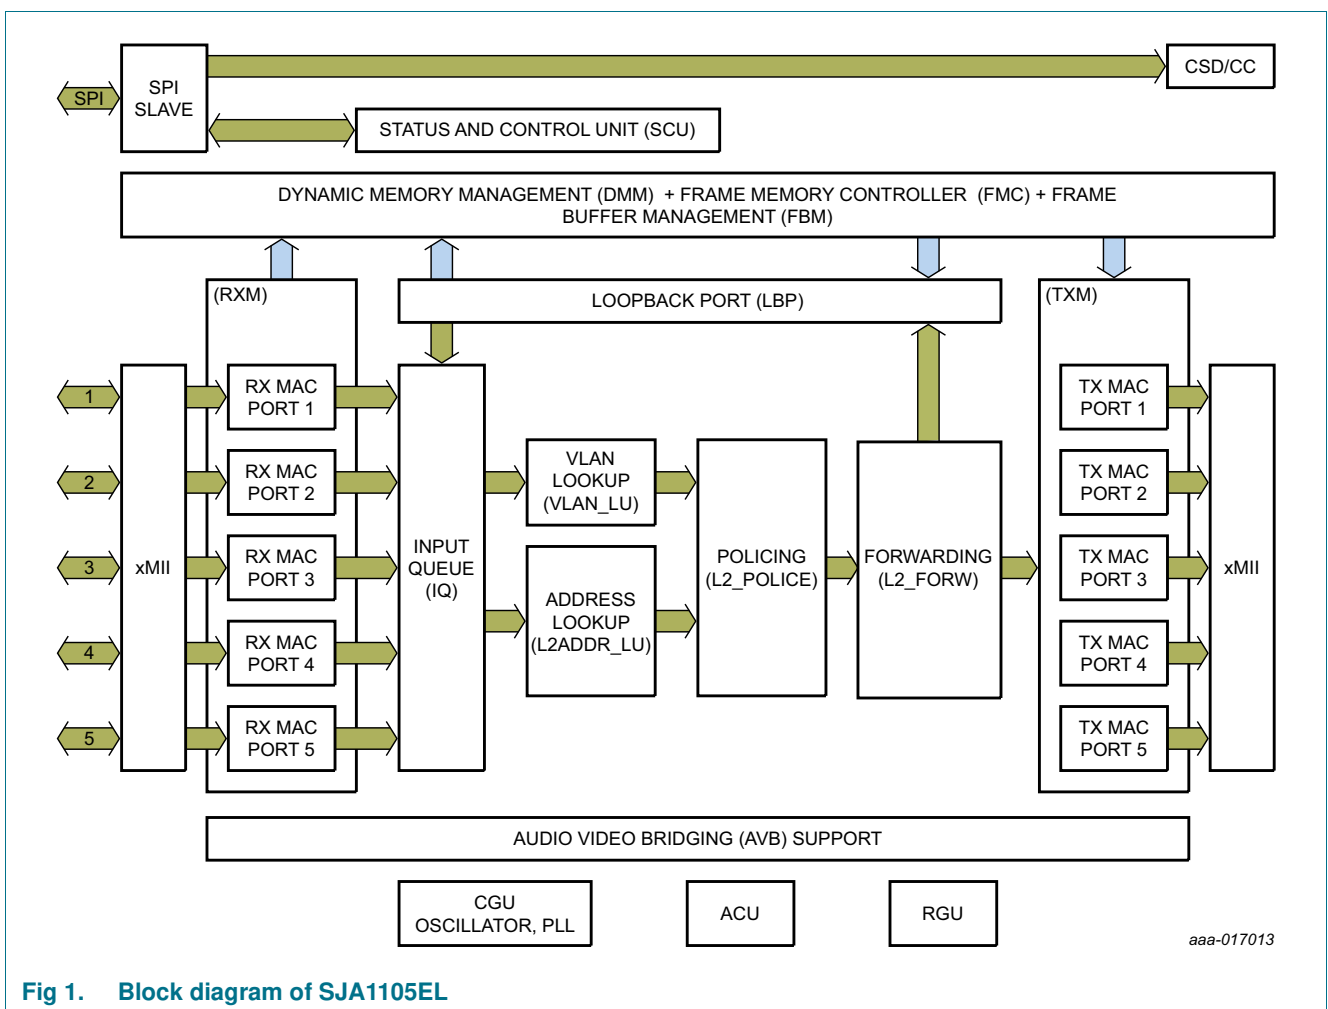 SPI
SPI
SLAVE
CSD/CC
STATUS AND CONTROL UNIT (SCU)
DYNAMIC MEMORY MANAGEMENT (DMM) + FRAME MEMORY CONTROLLER (FMC) + FRAME
BUFFER MANAGEMENT (FBM)
(RXM)
LOOPBACK PORT (LBP)
(TXM)
1
2
3
4
5
xMII
RX MAC
PORT 1
RX MAC
PORT 2
RX MAC
PORT 3
RX MAC
PORT 4
RX MAC
PORT 5
INPUT
QUEUE
(IQ)
VLAN
LOOKUP
(VLAN_LU)
ADDRESS
LOOKUP
(L2ADDR_LU)
POLICING
(L2_POLICE)
FORWARDING
(L2_FORW)
TX MAC
PORT 1
TX MAC
PORT 2
TX MAC
PORT 3
TX MAC
PORT 4
TX MAC
PORT 5
xMII
AUDIO VIDEO BRIDGING (AVB) SUPPORT
CGU
OSCILLATOR, PLL
ACU
RGU
aaa-017013
Fig 1. Block diagram of SJA1105EL